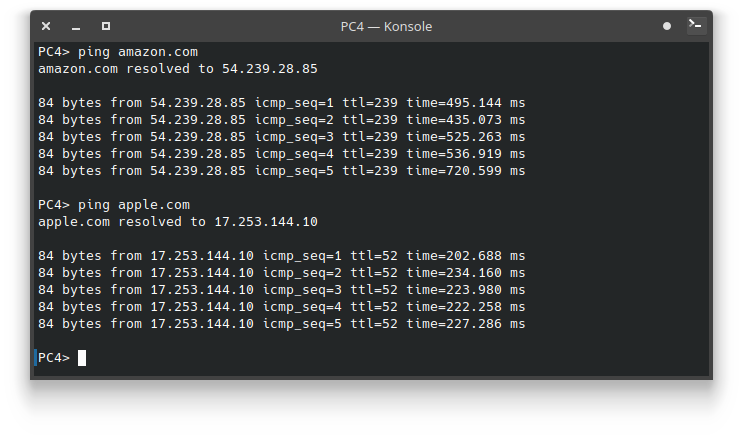 PC4 — Konsole
PC4> ping amazon.com
amazon.com resolved to 54.239.28.85
84 bytes from 54.239.28.85 icmp_seq=1 ttl=239 time=495.144 ms
84 bytes from 54.239.28.85 icmp_seq=2 ttl=239 time=435.073 ms
84 bytes from 54.239.28.85 icmp_seq=3 ttl=239 time=525.263 ms
84 bytes from 54.239.28.85 icmp_seq=4 ttl=239 time=536.919 ms
84 bytes from 54.239.28.85 icmp_seq=5 ttl=239 time=720.599 ms
PC4> ping apple.com
apple.com resolved to 17.253.144.10
84 bytes from 17.253.144.10 icmp_seq=1 ttl=52 time=202.688 ms
84 bytes from 17.253.144.10 icmp_seq=2 ttl=52 time=234.160 ms
84 bytes from 17.253.144.10 icmp_seq=3 ttl=52 time=223.980 ms
84 bytes from 17.253.144.10 icmp_seq=4 ttl=52 time=222.258 ms
84 bytes from 17.253.144.10 icmp_seq=5 ttl=52 time=227.286 ms
PC4>